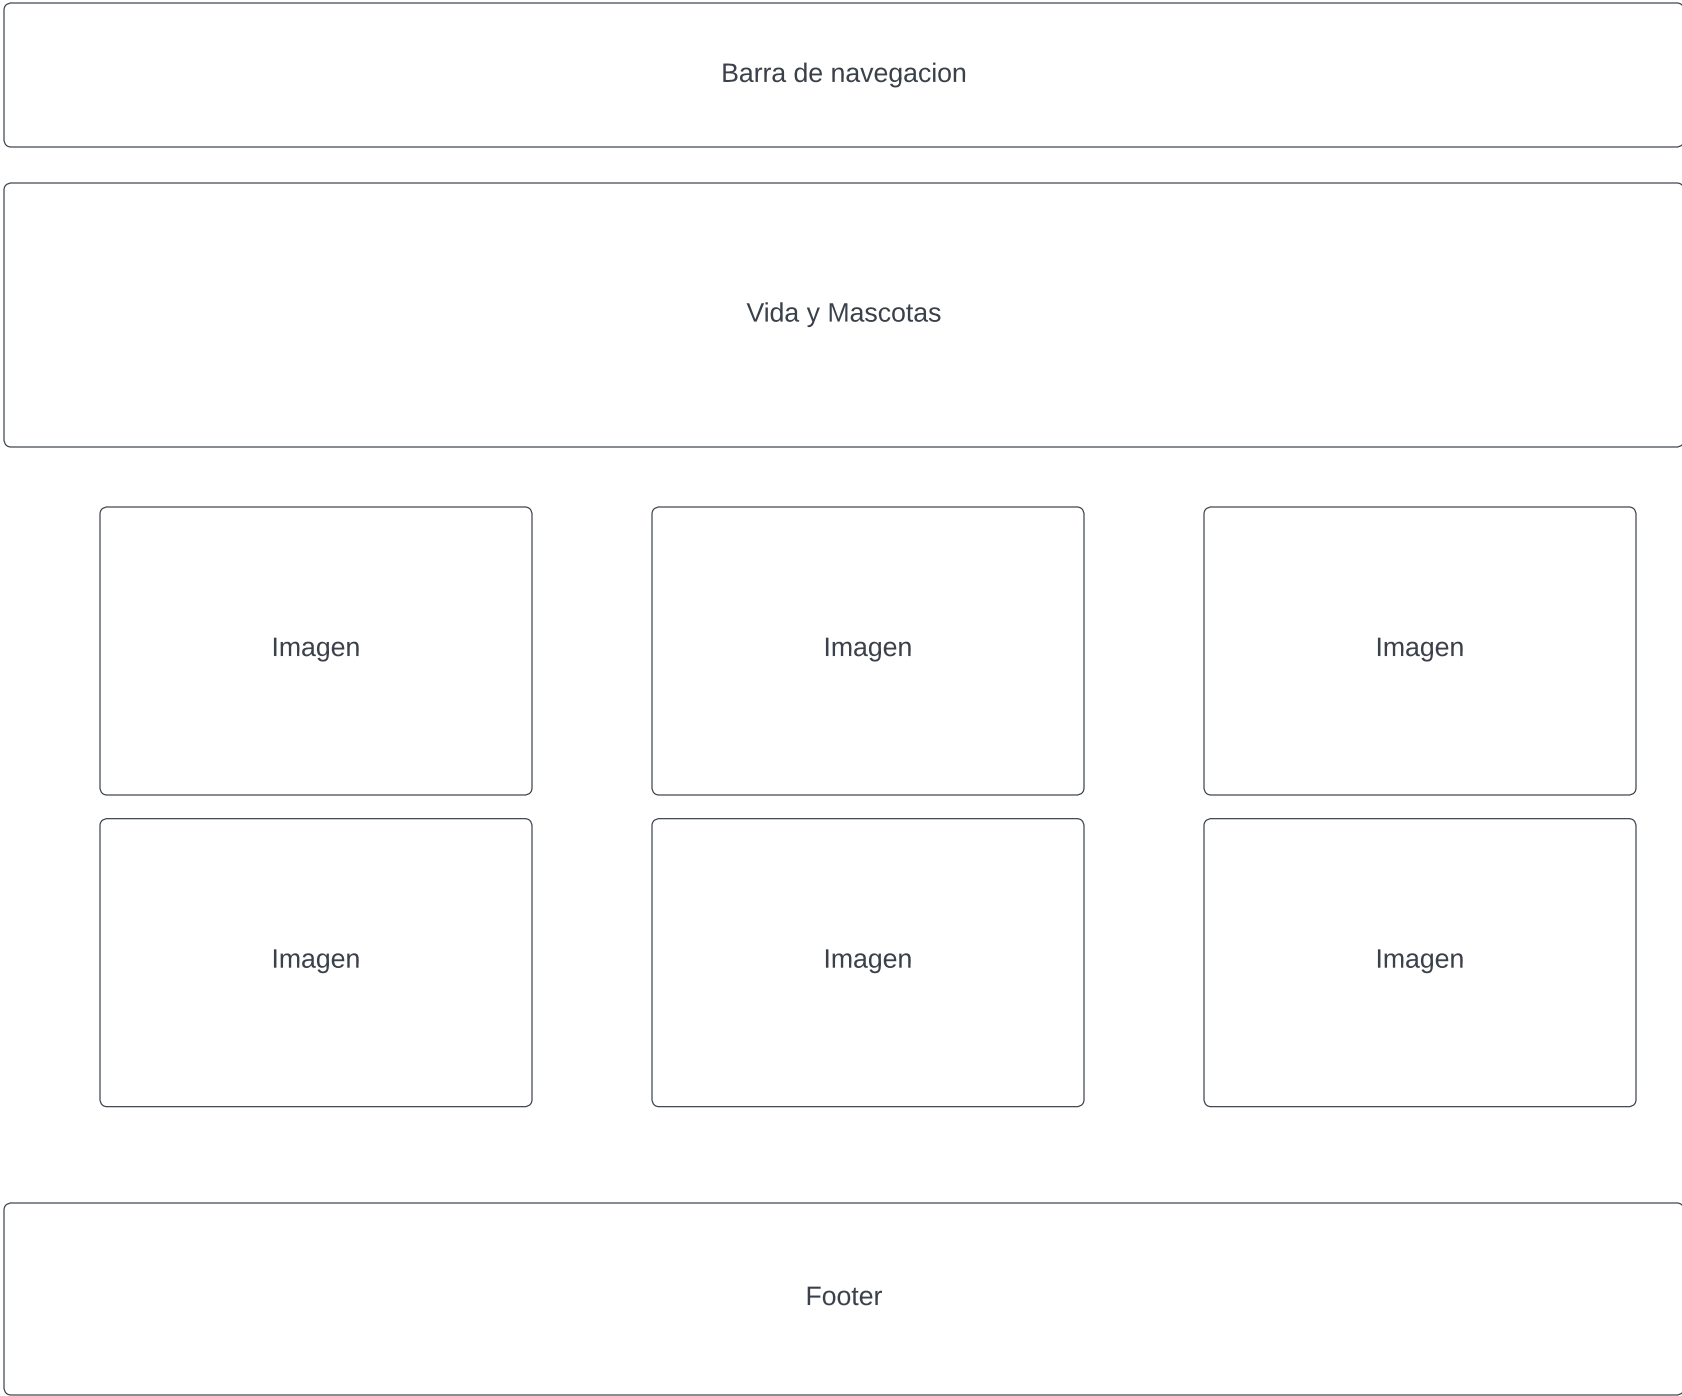 Barra de navegacion
Vida y Mascotas
Imagen
Imagen
Imagen
Imagen
Imagen
Imagen
Footer